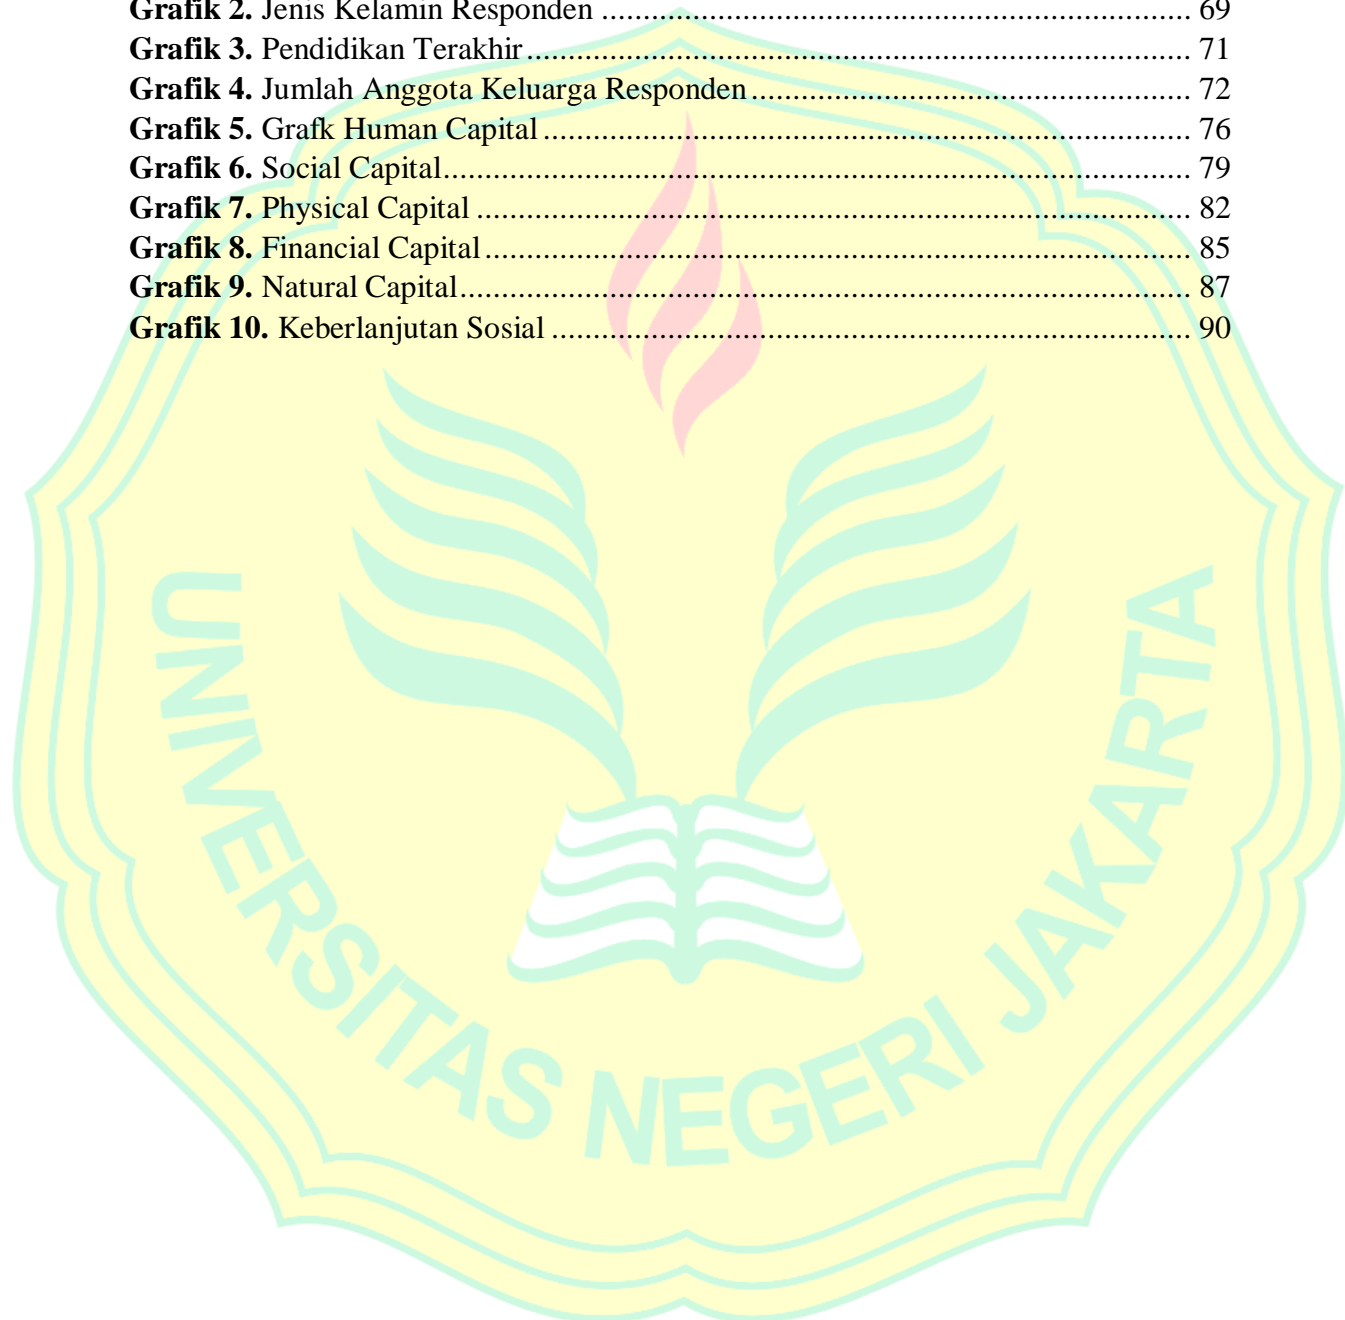 Grafik 2. Jenis Kelamin Responden ........................................................................ 69
Grafik 3. Pendidikan Terakhir ................................................................................. 71
Grafik 4. Jumlah Anggota Keluarga Responden ...................................................... 72
Grafik 5. Grafk Human Capital ............................................................................... 76
Grafik 6. Social Capital........................................................................................... 79
Grafik 7. Physical Capital ....................................................................................... 82
Grafik 8. Financial Capital ...................................................................................... 85
Grafik 9. Natural Capital......................................................................................... 87
Grafik 10. Keberlanjutan Sosial .............................................................................. 90
UNIVERSITAS NEGERI JAKARTA